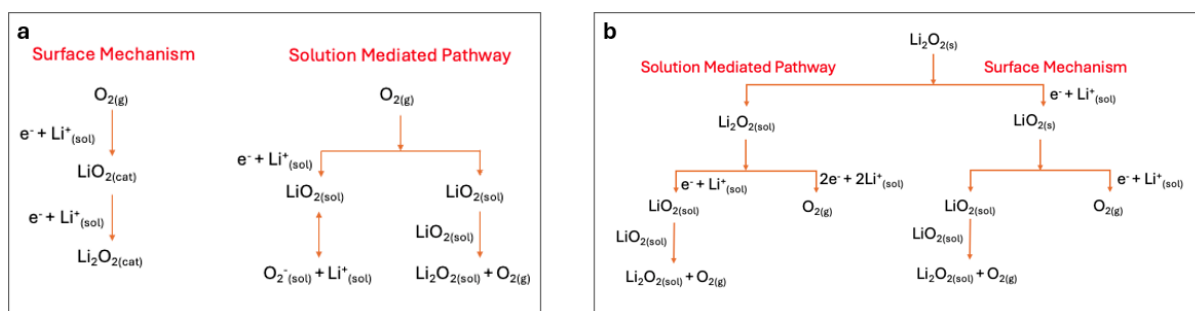 a
Surface Mechanism
O₂(g)
e⁻ + Li⁺(sol)
LiO₂(cat)
e⁻ + Li⁺(sol)
Li₂O₂(cat)
Solution Mediated Pathway
O₂(g)
e⁻ + Li⁺(sol)
LiO₂(sol)
LiO₂(sol)
LiO₂(sol)
O₂⁻(sol) + Li⁺(sol)
Li₂O₂(sol) + O₂(g)
b
Li₂O₂(s)
Solution Mediated Pathway
Surface Mechanism
e⁻ + Li⁺(sol)
Li₂O₂(sol)
LiO₂(s)
e⁻ + Li⁺(sol)
2e⁻ + 2Li⁺(sol)
e⁻ + Li⁺(sol)
LiO₂(sol)
O₂(g)
LiO₂(sol)
O₂(g)
LiO₂(sol)
LiO₂(sol)
Li₂O₂(sol) + O₂(g)
Li₂O₂(sol) + O₂(g)